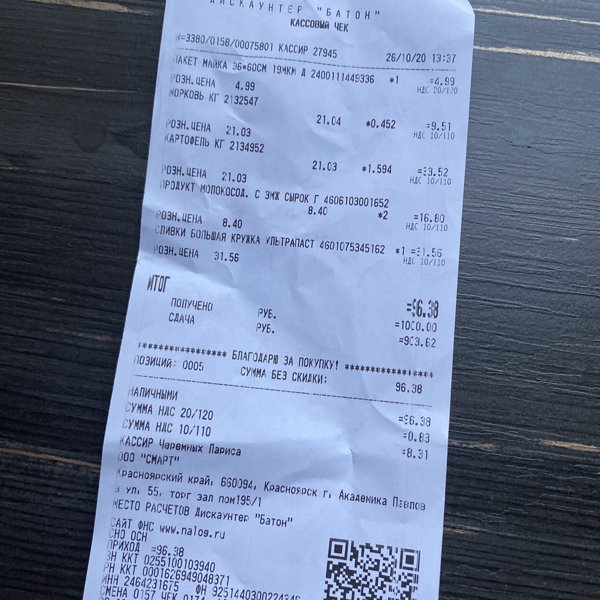 ДИСКАУНТЕР "БАТОН"
КАССОВЫЙ ЧЕК
N=3380/0158/00075801 КАССИР 27945 26/10/20 13:37
ПАКЕТ МАЙКА 36*60СМ 19МКМ Д 2400111449336 *1 =4.99
РОЗН.ЦЕНА 4.99 НДС 20/120
МОРКОВЬ КГ 2132547
21.04 *0.452 =9.51
РОЗН.ЦЕНА 21.03 НДС 10/110
КАРТОФЕЛЬ КГ 2134952
21.03 *1.594 =33.52
РОЗН.ЦЕНА 21.03 НДС 10/110
ПРОДУКТ МОЛОКОСОД. С ЗМЖ СЫРОК Г 4606103001652
8.40 *2 =16.80
РОЗН.ЦЕНА 8.40 НДС 10/110
СЛИВКИ БОЛЬШАЯ КРУЖКА УЛЬТРАПАСТ 4601075345162 *1 =31.56
РОЗН.ЦЕНА 31.56 НДС 10/110
ИТОГ =96.38
ПОЛУЧЕНО РУБ. =1000.00
СДАЧА РУБ. =903.62
***************** БЛАГОДАРЮ ЗА ПОКУПКУ! *****************
ПОЗИЦИЙ: 0005 СУММА БЕЗ СКИДКИ: 96,38
НАЛИЧНЫМИ =96.38
СУММА НДС 20/120 =0.83
СУММА НДС 10/110 =8.31
КАССИР Черемных Лариса
ООО "СМАРТ"
Красноярский край, 660094, Красноярск г, Академика Павлов
а ул, 55, торг зал пом195/1
МЕСТО РАСЧЕТОВ Дискаунтер "Батон"
САЙТ ФНС www.nalog.ru
СНО ОСН
ПРИХОД =96.38
ЗН ККТ 0255100103940
РН ККТ 0001626949048371
ИНН 2464231675 ФН
СМЕНА 0157 ЧЕК